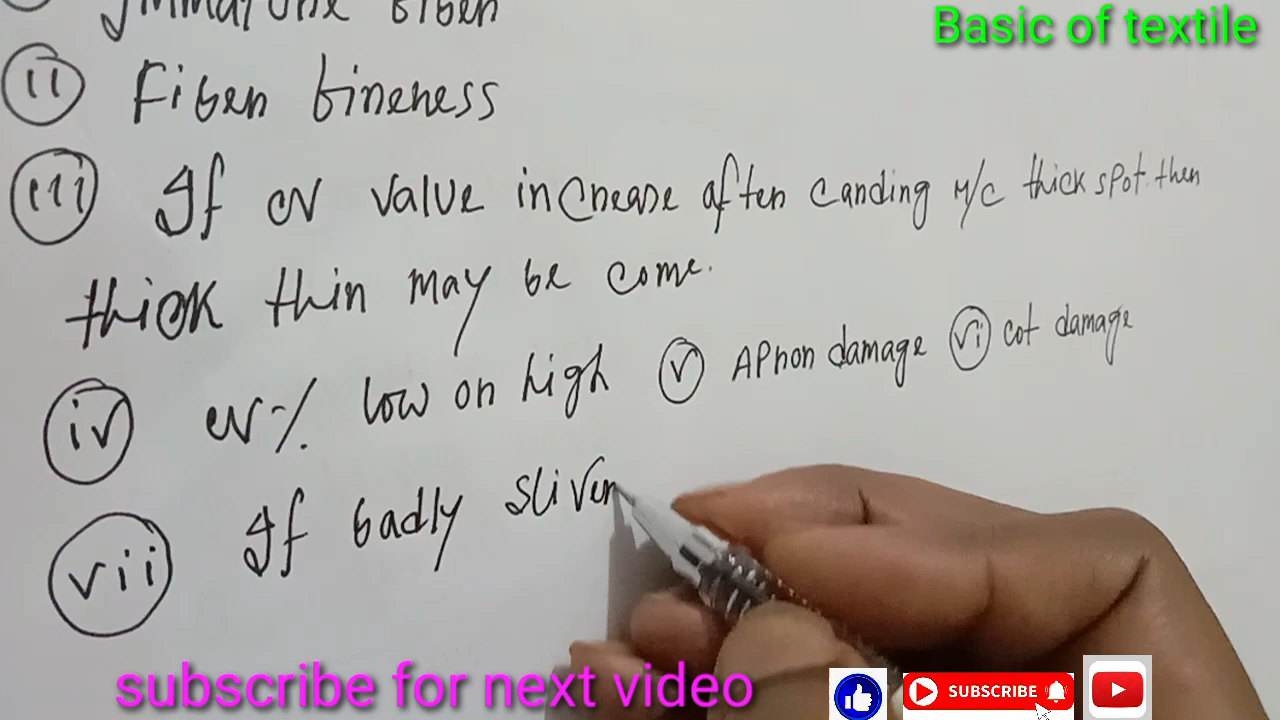 Immature fiber
Basic of textile
ii Fiber fineness
iii If cv value increase after carding m/c thick spot then
thick thin may be come.
iv cv% low or high v Apron damage vi cot damage
vii If badly sliver
subscribe for next video
SUBSCRIBE